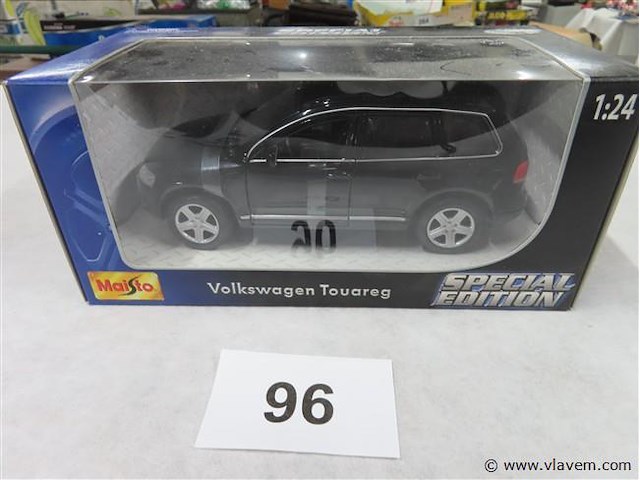 1:24
Maisto
Volkswagen Touareg
SPECIAL
EDITION
96
© www.vlavem.com